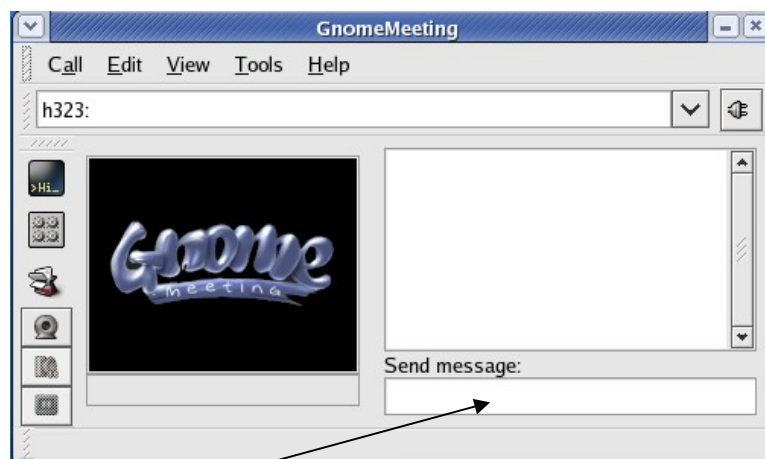 GnomeMeeting
Call Edit View Tools Help
h323:
>Hi_
GNOME
meeting
Send message: